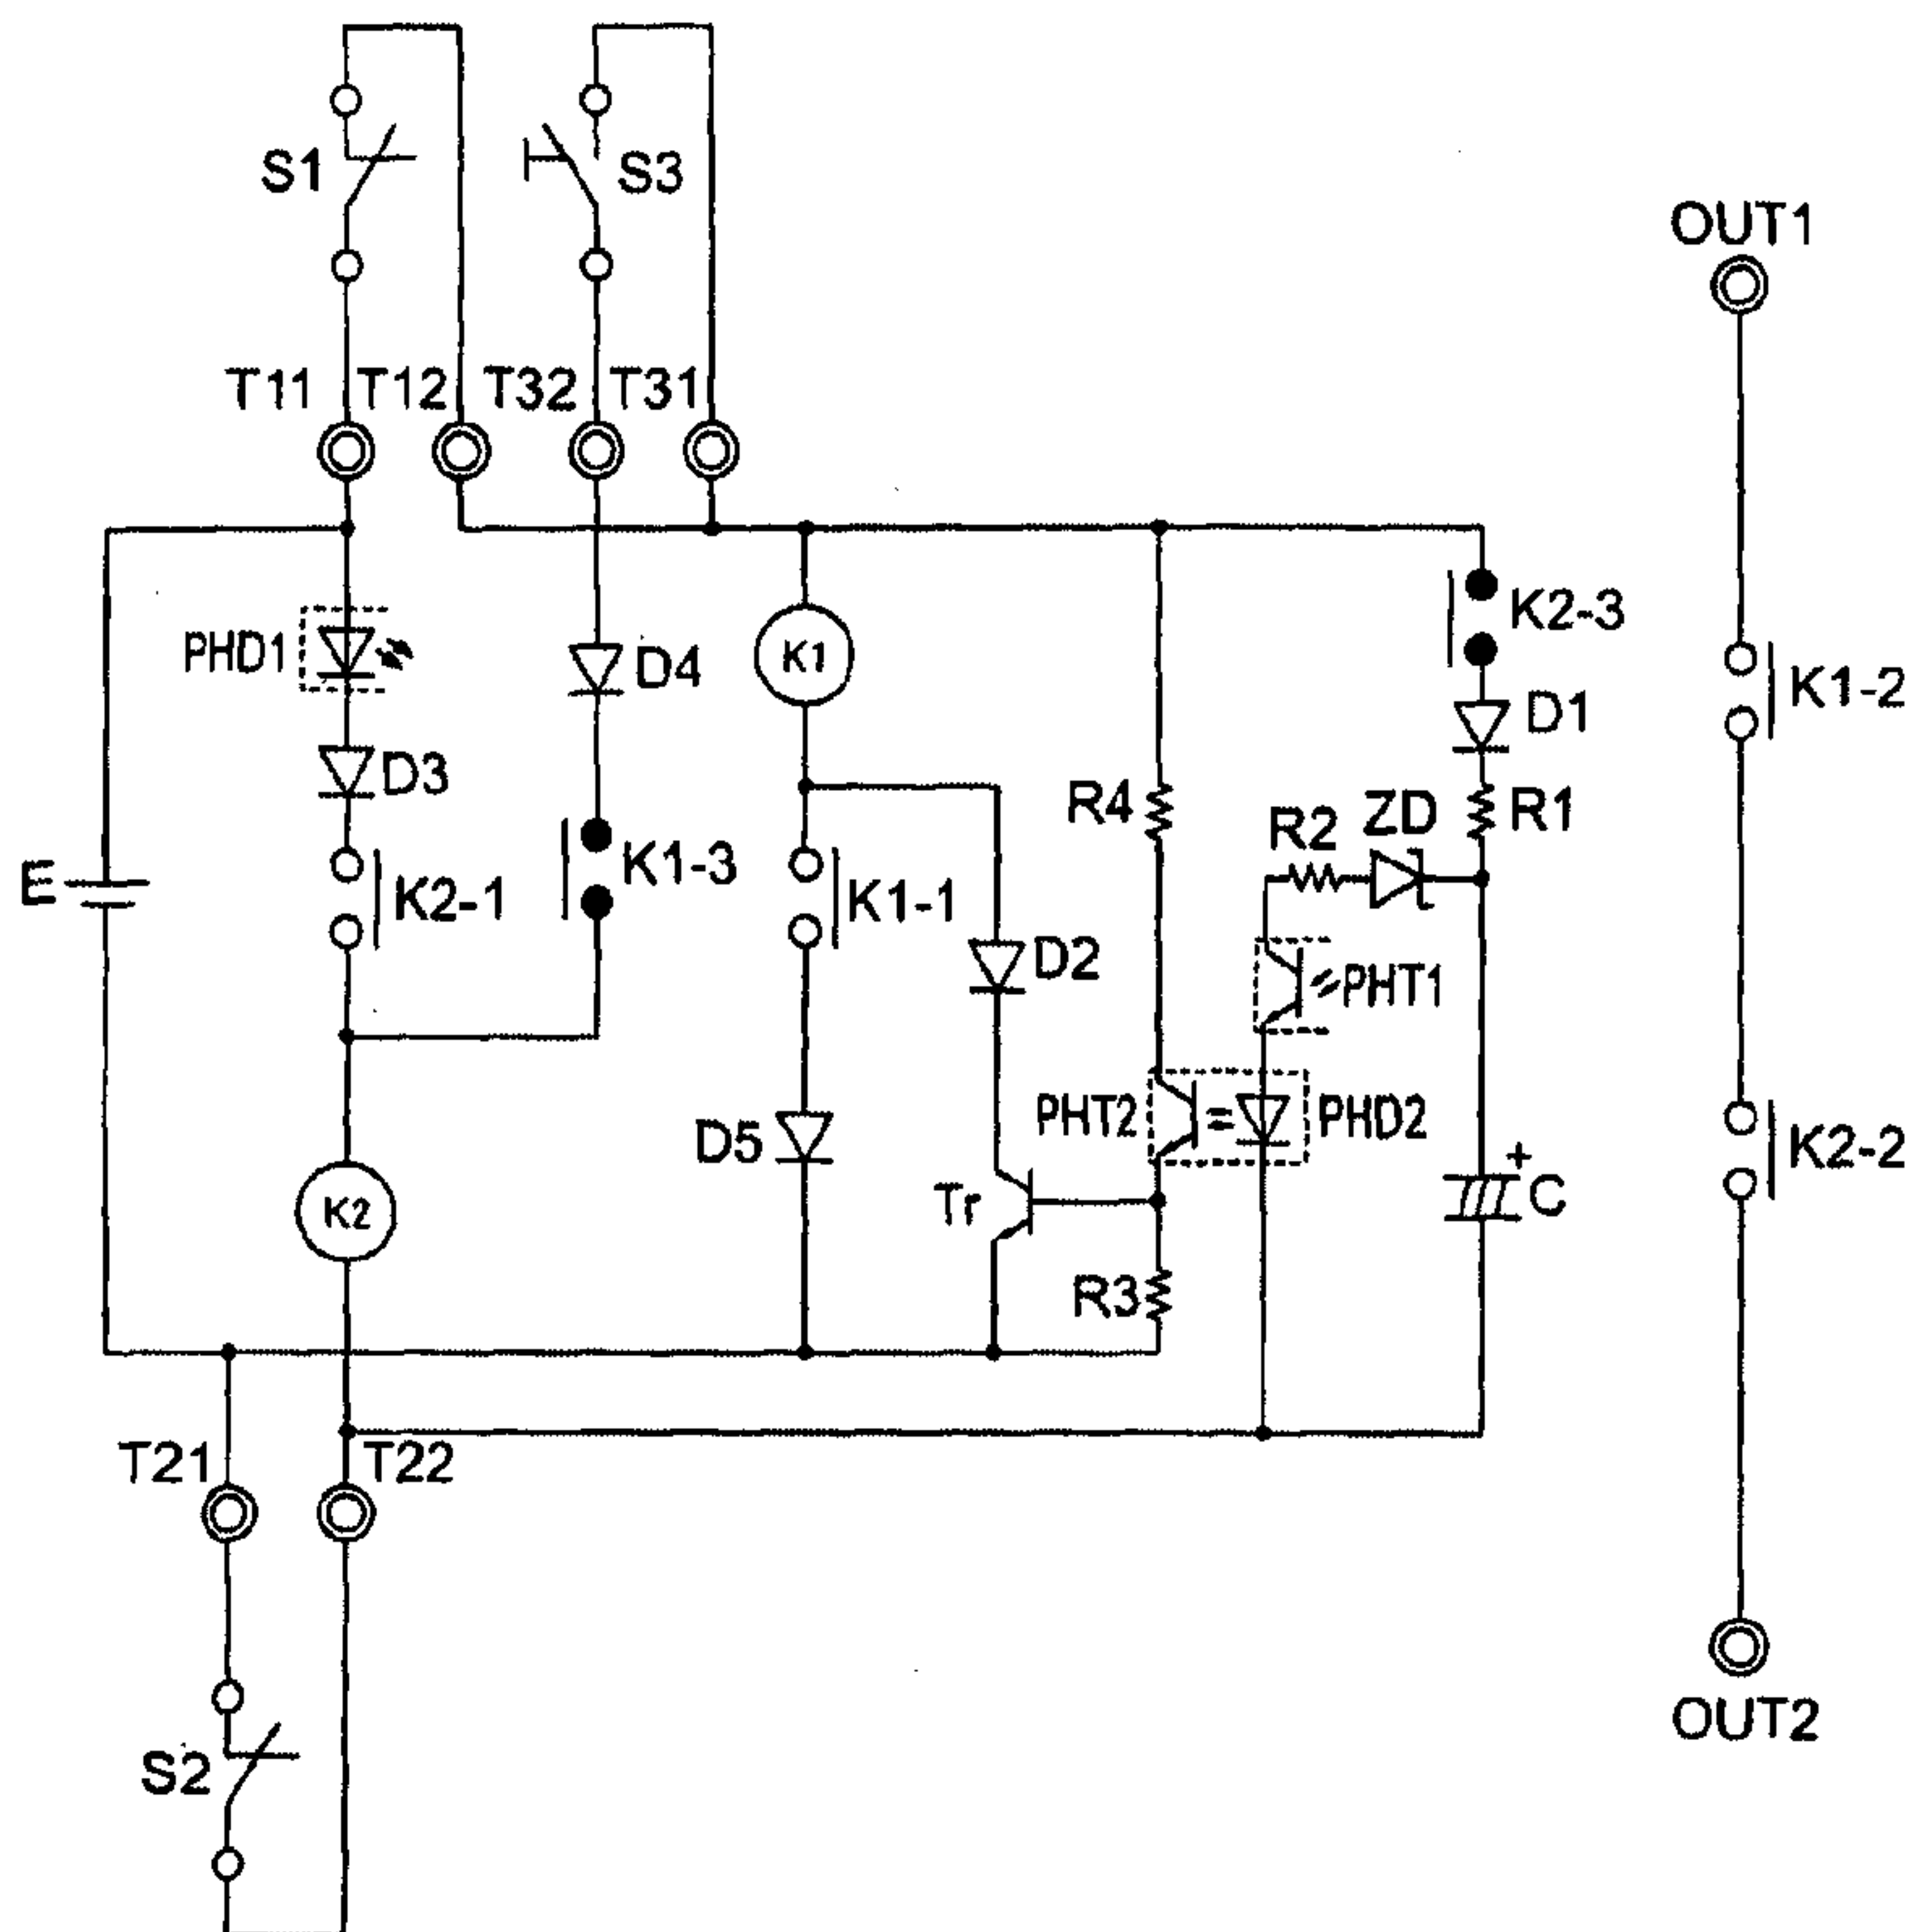 S1
S3
OUT1
T11
T12
T32
T31
K2-3
PHD1
D4
K1
K1-2
D1
D3
R4
R2
ZD
R1
E
K2-1
K1-3
K1-1
D2
PHT1
D5
PHT2
PHD2
K2-2
+
C
K2
Tr
R3
T21
T22
OUT2
S2